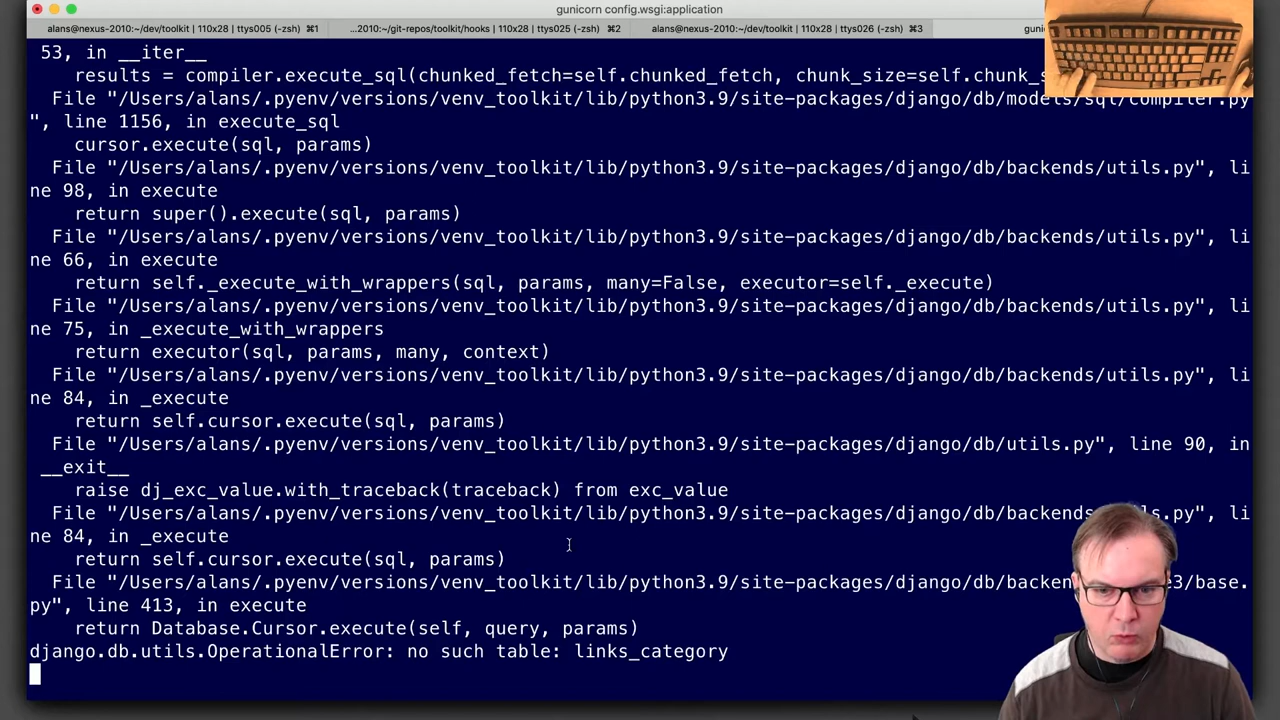 gunicorn config.wsgi:application
alans@nexus-2010:~/dev/toolkit | 110x28 | ttys005 (-zsh) ⌘1 ...2010:~/git-repos/toolkit/hooks | 110x28 | ttys025 (-zsh) ⌘2 alans@nexus-2010:~/dev/toolkit | 110x28 | ttys026 (-zsh) ⌘3
53, in __iter__
results = compiler.execute_sql(chunked_fetch=self.chunked_fetch, chunk_size=self.chunk_s
File "/Users/alans/.pyenv/versions/venv_toolkit/lib/python3.9/site-packages/django/db/models/sql/compiler.py
", line 1156, in execute_sql
cursor.execute(sql, params)
File "/Users/alans/.pyenv/versions/venv_toolkit/lib/python3.9/site-packages/django/db/backends/utils.py", li
ne 98, in execute
return super().execute(sql, params)
File "/Users/alans/.pyenv/versions/venv_toolkit/lib/python3.9/site-packages/django/db/backends/utils.py", li
ne 66, in execute
return self._execute_with_wrappers(sql, params, many=False, executor=self._execute)
File "/Users/alans/.pyenv/versions/venv_toolkit/lib/python3.9/site-packages/django/db/backends/utils.py", li
ne 75, in _execute_with_wrappers
return executor(sql, params, many, context)
File "/Users/alans/.pyenv/versions/venv_toolkit/lib/python3.9/site-packages/django/db/backends/utils.py", li
ne 84, in _execute
return self.cursor.execute(sql, params)
File "/Users/alans/.pyenv/versions/venv_toolkit/lib/python3.9/site-packages/django/db/utils.py", line 90, in
__exit__
raise dj_exc_value.with_traceback(traceback) from exc_value
File "/Users/alans/.pyenv/versions/venv_toolkit/lib/python3.9/site-packages/django/db/backends/utils.py", li
ne 84, in _execute
return self.cursor.execute(sql, params)
File "/Users/alans/.pyenv/versions/venv_toolkit/lib/python3.9/site-packages/django/db/backen e3/base.
py", line 413, in execute
return Database.Cursor.execute(self, query, params)
django.db.utils.OperationalError: no such table: links_category